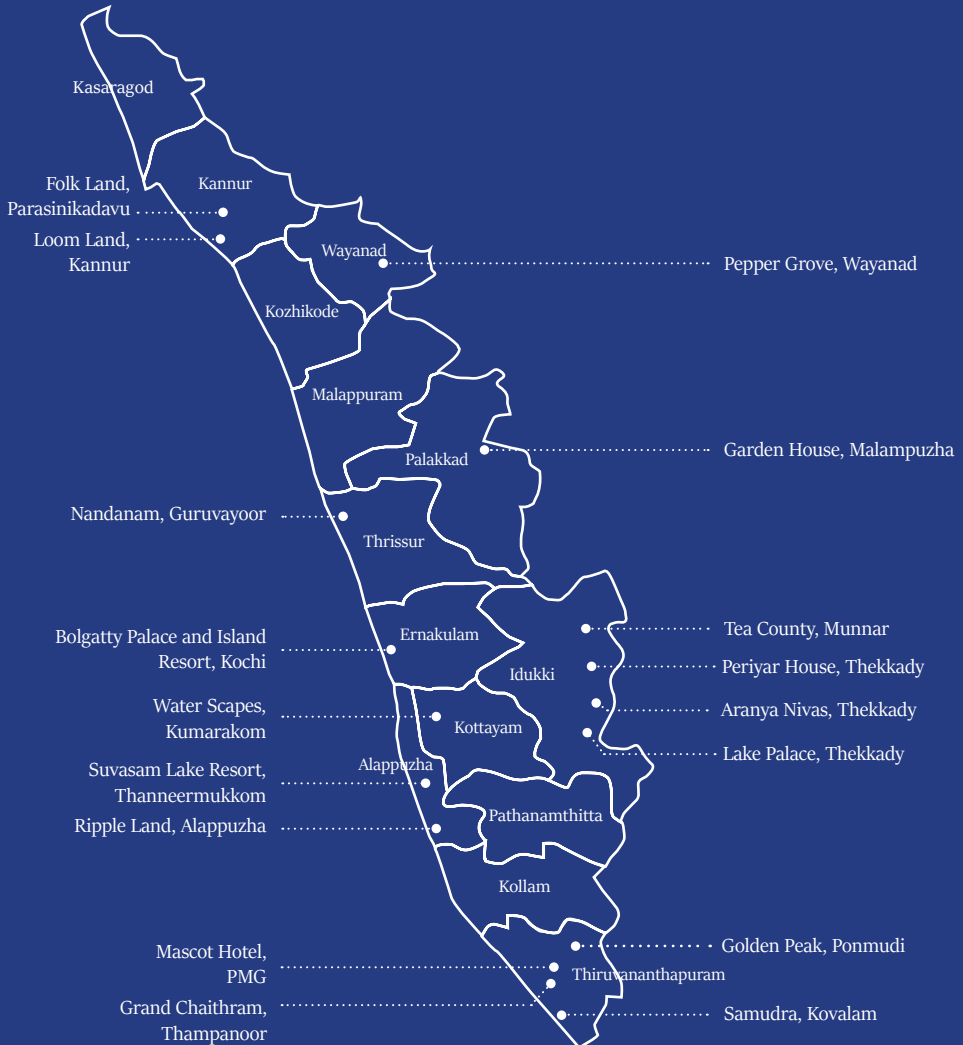 Kasaragod
Folk Land,
Parasinikadavu
Kannur
Loom Land,
Kannur
Wayanad
Pepper Grove, Wayanad
Kozhikode
Malappuram
Palakkad
Garden House, Malampuzha
Nandanam, Guruvayoor
Thrissur
Bolgatty Palace and Island
Resort, Kochi
Ernakulam
Tea County, Munnar
Idukki
Periyar House, Thekkady
Water Scapes,
Kumarakom
Kottayam
Aranya Nivas, Thekkady
Lake Palace, Thekkady
Alappuzha
Suvasam Lake Resort,
Thanneermukkom
Ripple Land, Alappuzha
Pathanamthitta
Kollam
Mascot Hotel,
PMG
Golden Peak, Ponmudi
Thiruvananthapuram
Grand Chaithram,
Thampanoor
Samudra, Kovalam